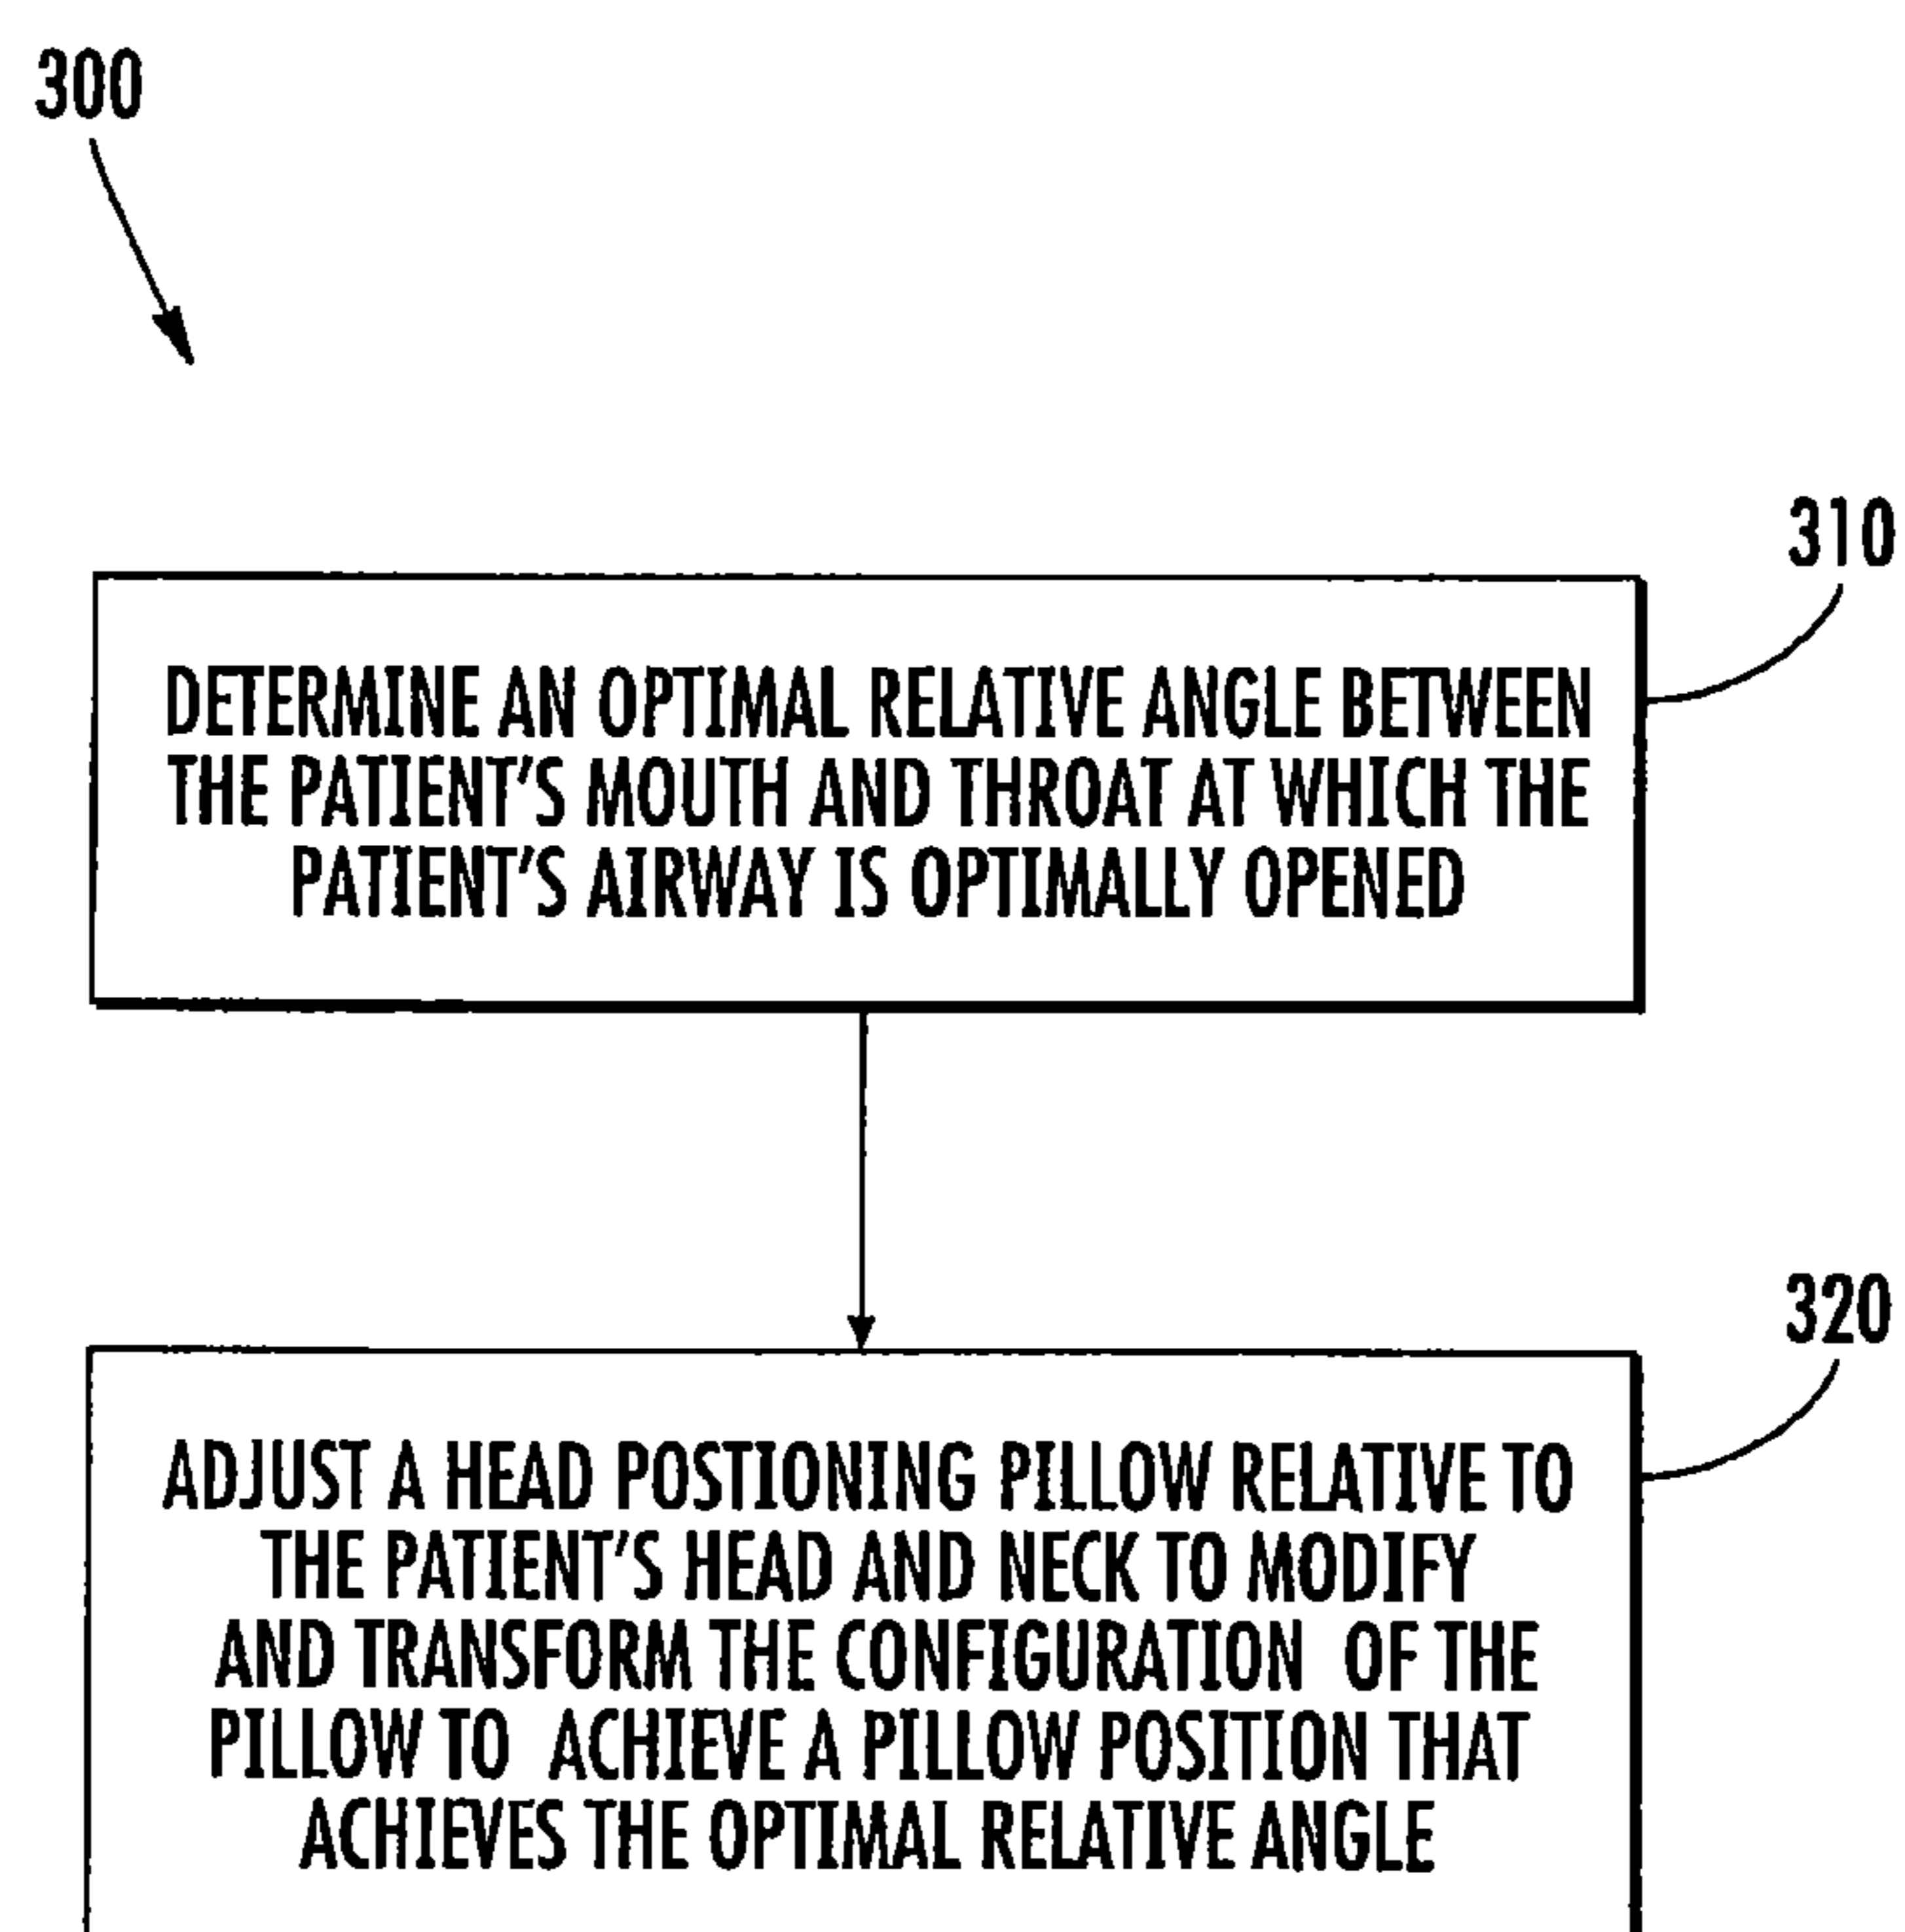 300
310
DETERMINE AN OPTIMAL RELATIVE ANGLE BETWEEN
THE PATIENT'S MOUTH AND THROAT AT WHICH THE
PATIENT'S AIRWAY IS OPTIMALLY OPENED
320
ADJUST A HEAD POSTIONING PILLOW RELATIVE TO
THE PATIENT'S HEAD AND NECK TO MODIFY
AND TRANSFORM THE CONFIGURATION OF THE
PILLOW TO ACHIEVE A PILLOW POSITION THAT
ACHIEVES THE OPTIMAL RELATIVE ANGLE